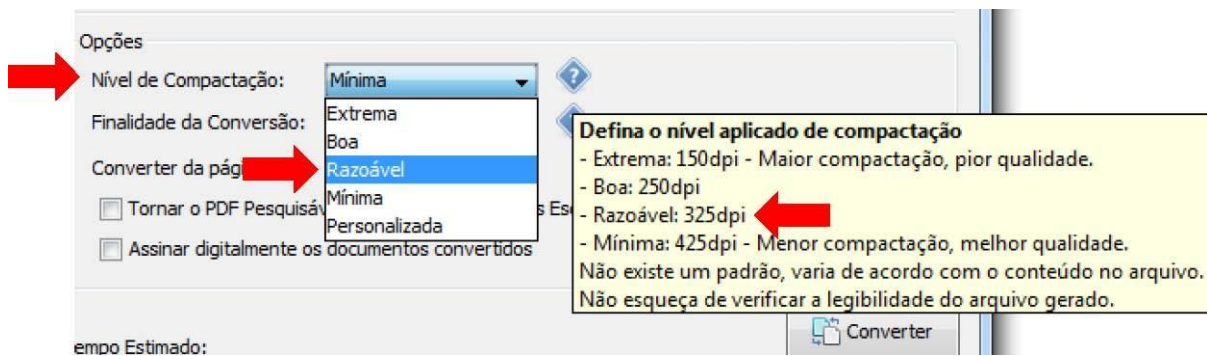 Opções
Nível de Compactação:
Mínima
Finalidade da Conversão:
Extrema
Boa
Converter da pág
Razoável
Mínima
Tornar o PDF Pesquisáv
s Es
Personalizada
Assinar digitalmente os documentos convertidos
Defina o nível aplicado de compactação
- Extrema: 150dpi - Maior compactação, pior qualidade.
- Boa: 250dpi
- Razoável: 325dpi
- Mínima: 425dpi - Menor compactação, melhor qualidade.
Não existe um padrão, varia de acordo com o conteúdo no arquivo.
Não esqueça de verificar a legibilidade do arquivo gerado.
Converter
empo Estimado: